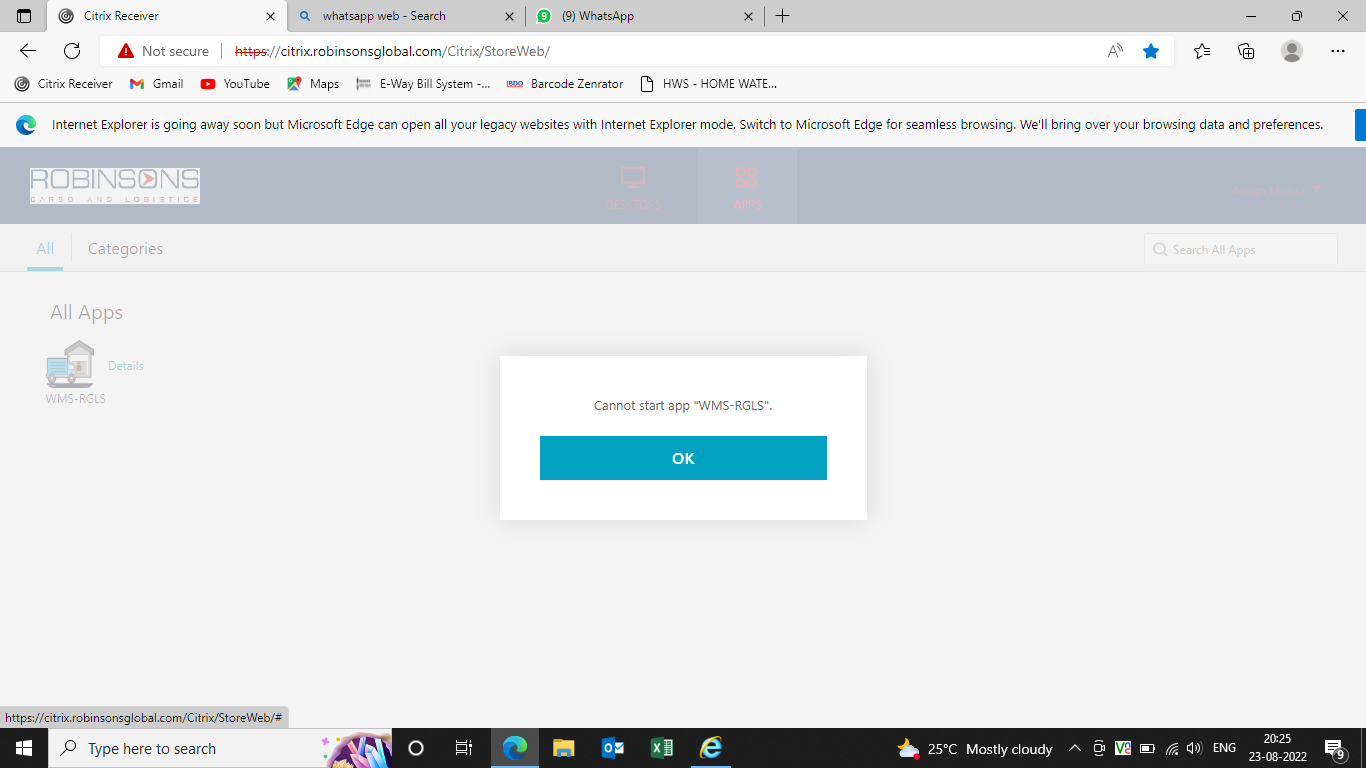 Citrix Receiver
whatsapp web - Search
9 (9) WhatsApp
Not secure https://citrix.robinsonsglobal.com/Citrix/StoreWeb/
Citrix Receiver Gmail YouTube Maps E-Way Bill System -... BDO Barcode Zenrator HWS - HOME WATE...
Internet Explorer is going away soon but Microsoft Edge can open all your legacy websites with Internet Explorer mode. Switch to Microsoft Edge for seamless browsing. We'll bring over your browsing data and preferences.
ROBINSONS
CARGO AND LOGISTICS
DESKTOPS APPS
All Categories Search All Apps
All Apps
Details
WMS-RGLS
Cannot start app "WMS-RGLS".
OK
https://citrix.robinsonsglobal.com/Citrix/StoreWeb/#
Type here to search 25°C Mostly cloudy ENG 20:25
23-08-2022
9